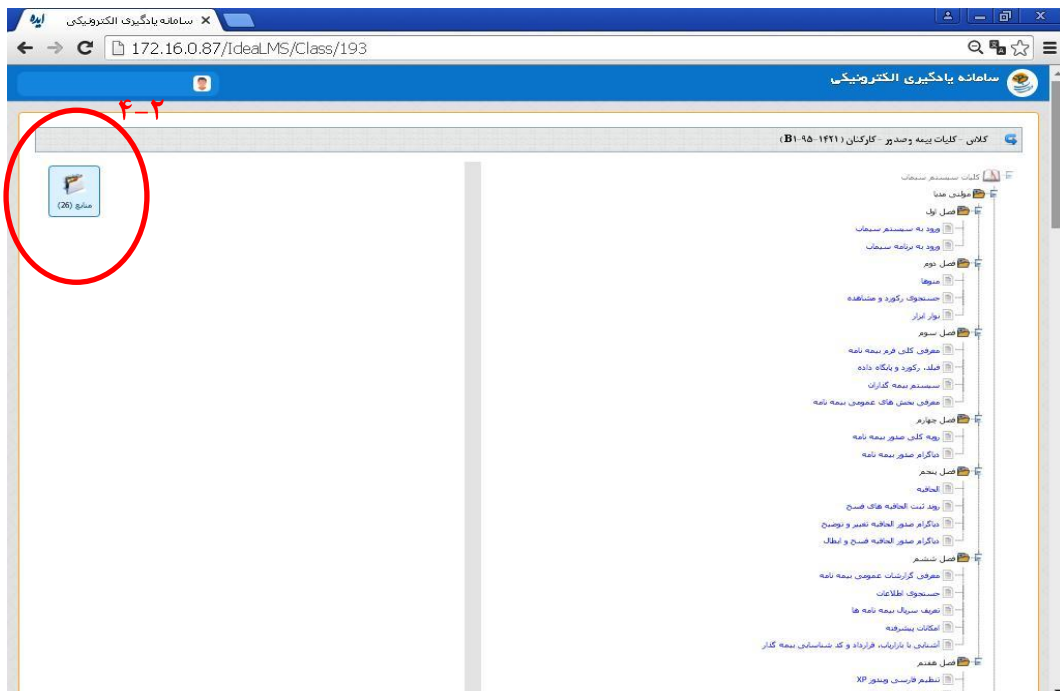 سامانه یادگیری الکترونیکی
ایده
172.16.0.87/IdeaLMS/Class/193
سامانه یادگیری الکترونیکی
۴-۲
کلاس - کلیات بیمه وصدور - کارکنان (B1-۹۵-۱۴۲۱)
منابع (26)
کلیات سیستم سیماب
مولتی مدیا
فصل اول
ورود به سیستم سیماب
ورود به برنامه سیماب
فصل دوم
منوها
جستجوی رکورد و مشاهده
نوار ابزار
فصل سوم
معرفی کلی فرم بیمه نامه
فیلد، رکورد و پایگاه داده
سیستم بیمه گذاران
معرفی بخش های عمومی بیمه نامه
فصل چهارم
رویه کلی صدور بیمه نامه
دیاگرام صدور بیمه نامه
فصل پنجم
الحاقیه
روند ثبت الحاقیه های فسخ
دیاگرام صدور الحاقیه تغییر و توضیح
دیاگرام صدور الحاقیه فسخ و ابطال
فصل ششم
معرفی گزارشات عمومی بیمه نامه
جستجوی اطلاعات
تعریف سریال بیمه نامه ها
امکانات پیشرفته
آشنایی با بازاریاب، قرارداد و کد شناسایی بیمه گذار
فصل هفتم
تنظیم فارسی ویندوز XP